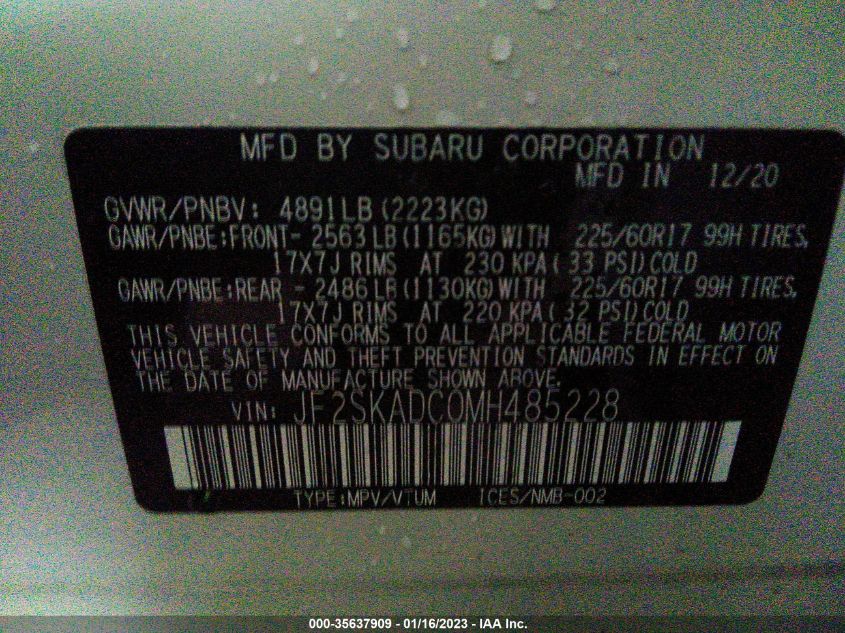 MFD BY SUBARU CORPORATION
MFD IN 12/20
GVWR/PNBV: 4891LB(2223KG)
GAWR/PNBE:FRONT- 2563LB(1165KG)WITH 225/60R17 99H TIRES,
17X7J RIMS AT 230 KPA(33 PSI)COLD
GAWR/PNBE:REAR - 2486LB(1130KG)WITH 225/60R17 99H TIRES,
17X7J RIMS AT 220 KPA(32 PSI)COLD
THIS VEHICLE CONFORMS TO ALL APPLICABLE FEDERAL MOTOR
VEHICLE SAFETY AND THEFT PREVENTION STANDARDS IN EFFECT ON
THE DATE OF MANUFACTURE SHOWN ABOVE.
VIN: JF2SKADC0MH485228
TYPE:MPV/VTUM ICES/NMB-002
000-35637909 - 01/16/2023 - IAA Inc.